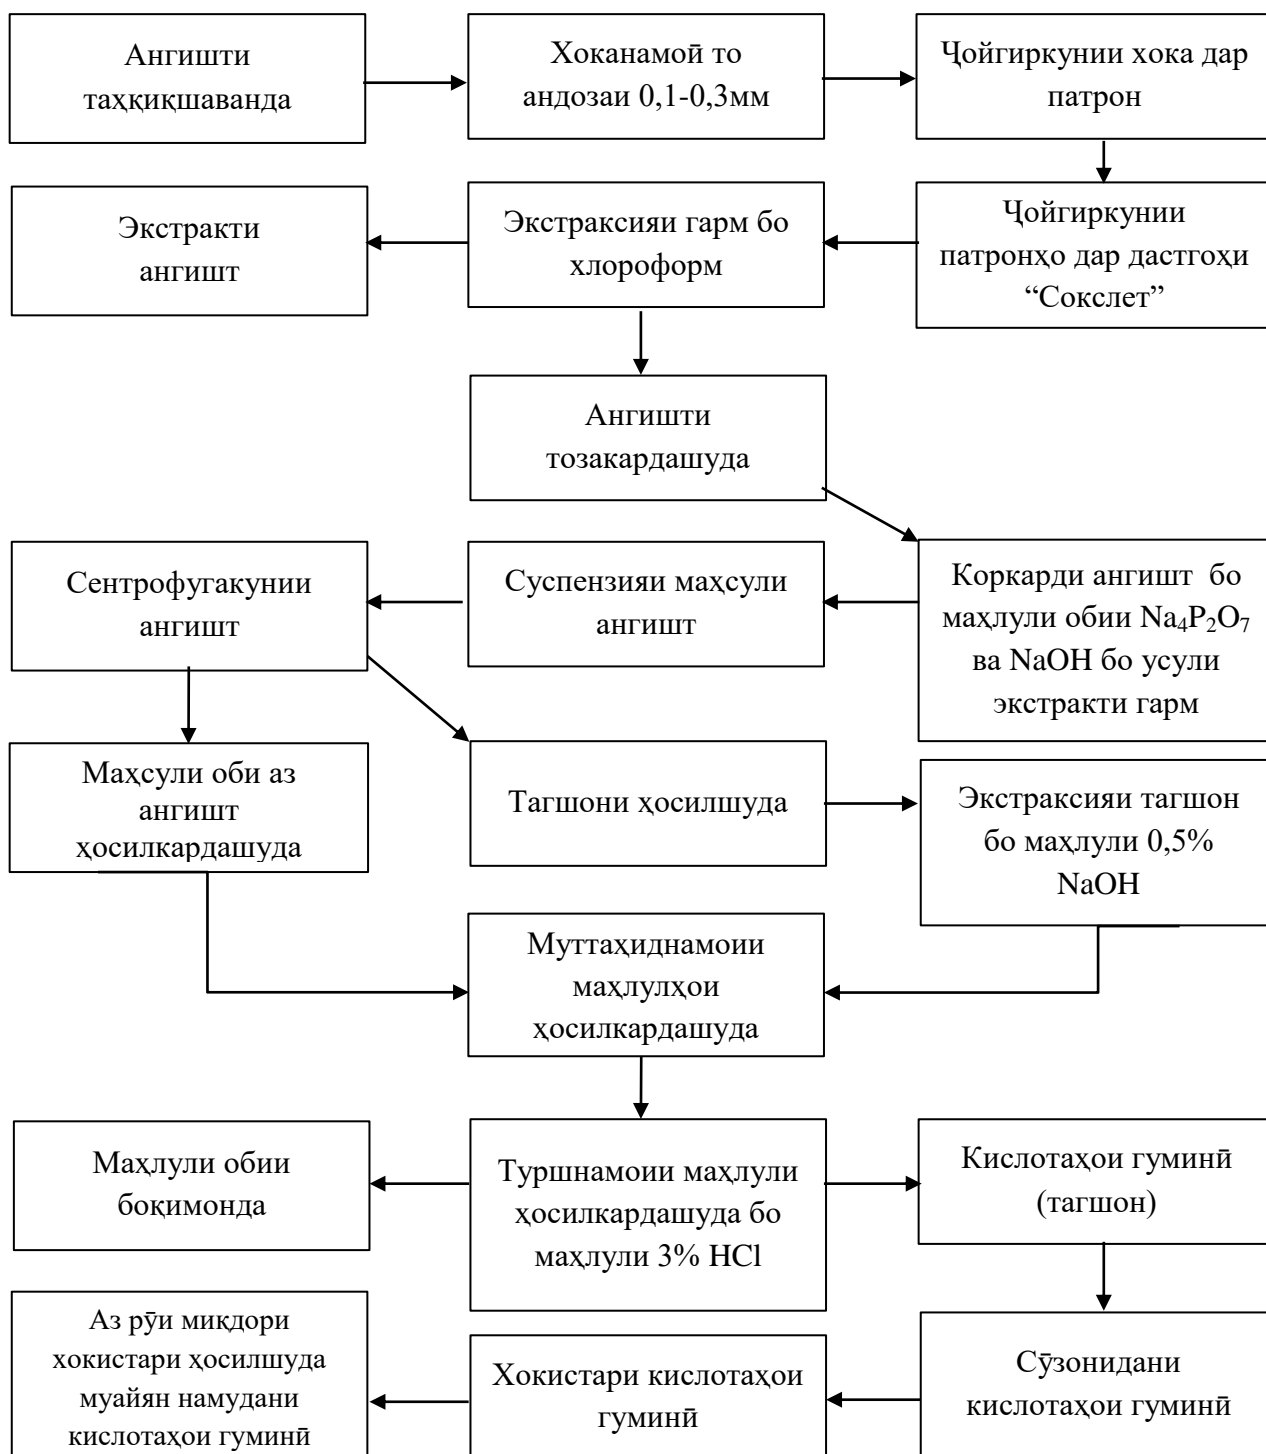 Ангишти
таҳқиқшаванда
Хоканамоӣ то
андозаи 0,1-0,3мм
Ҷойгиркунии хока дар
патрон
Ҷойгиркунии
патронҳо дар дастгоҳи
“Сокслет”
Экстраксияи гарм бо
хлороформ
Экстракти
ангишт
Ангишти
тозакардашуда
Коркарди ангишт бо
маҳлули обии Na₄P₂O₇
ва NaOH бо усули
экстракти гарм
Суспензияи маҳсули
ангишт
Сентрофугакунии
ангишт
Маҳсули оби аз
ангишт
ҳосилкардашуда
Тагшони ҳосилшуда
Экстраксияи тагшон
бо маҳлули 0,5%
NaOH
Муттаҳиднамоии
маҳлулҳои
ҳосилкардашуда
Туршнамоии маҳлули
ҳосилкардашуда бо
маҳлули 3% HCl
Маҳлули обии
боқимонда
Кислотаҳои гуминӣ
(тагшон)
Сӯзонидани
кислотаҳои гуминӣ
Хокистари кислотаҳои
гуминӣ
Аз рӯи миқдори
хокистари ҳосилшуда
муайян намудани
кислотаҳои гуминӣ